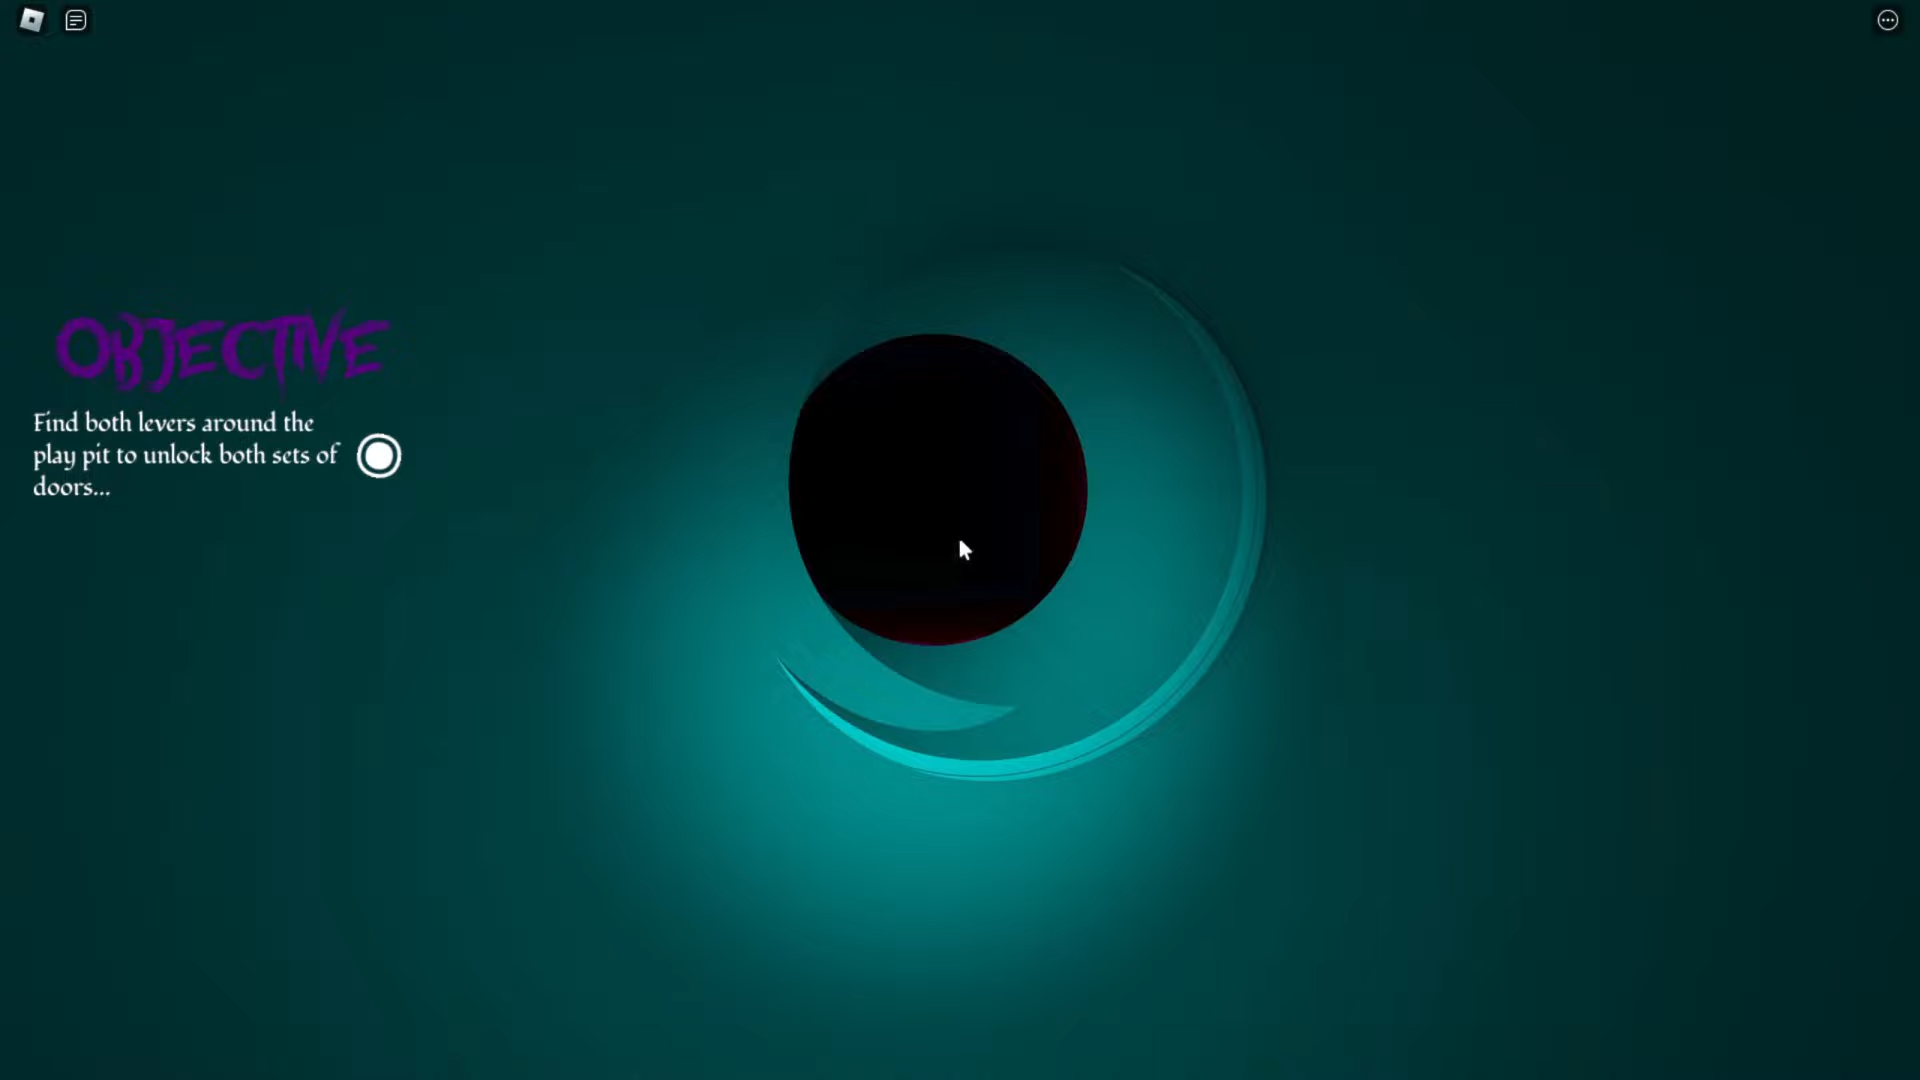 OBJECTIVE
Find both levers around the
play pit to unlock both sets of
doors...